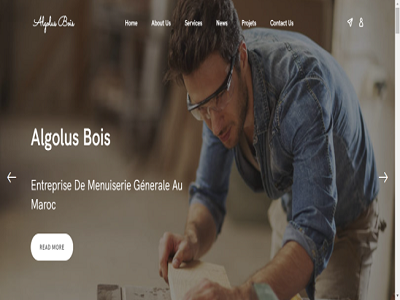 Algolus Bois
Home
About Us
Services
News
Projets
Contact Us
Algolus Bois
Entreprise De Menuiserie Génerale Au
Maroc
READ MORE